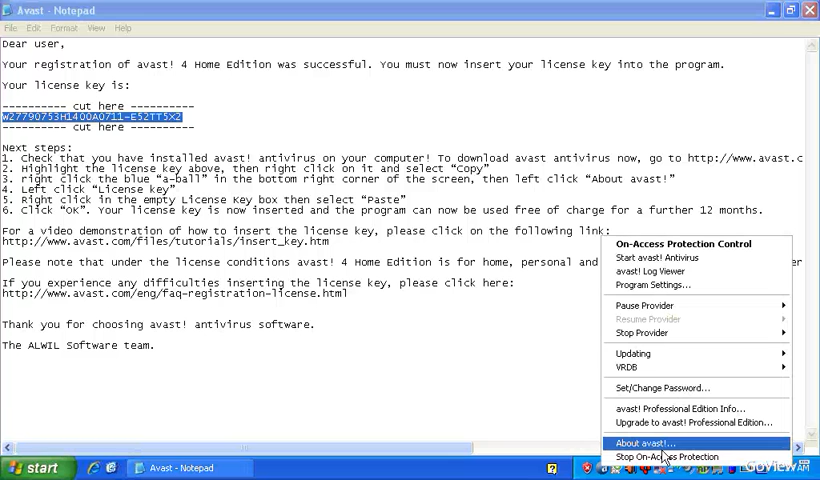 Avast - Notepad
File Edit Format View Help
Dear user,
Your registration of avast! 4 Home Edition was successful. You must now insert your license key into the program.
Your license key is:
---------- cut here ----------
W27790753H1400A0711-E52TT5X2
---------- cut here ----------
Next steps:
1. Check that you have installed avast! antivirus on your computer! To download avast antivirus now, go to http://www.avast.c
2. Highlight the license key above, then right click on it and select “Copy”
3. right click the blue “a-ball” in the bottom right corner of the screen, then left click “About avast!”
4. Left click “License key”
5. Right click in the empty License Key box then select “Paste”
6. Click “OK”. Your license key is now inserted and the program can now be used free of charge for a further 12 months.
For a video demonstration of how to insert the license key, please click on the following link:
http://www.avast.com/files/tutorials/insert_key.htm
Please note that under the license conditions avast! 4 Home Edition is for home, personal and
If you experience any difficulties inserting the license key, please click here:
http://www.avast.com/eng/faq-registration-license.html
Thank you for choosing avast! antivirus software.
The ALWIL Software team.
On-Access Protection Control
Start avast! Antivirus
avast! Log Viewer
Program Settings...
Pause Provider
Resume Provider
Stop Provider
Updating
VRDB
Set/Change Password...
avast! Professional Edition Info...
Upgrade to avast! Professional Edition...
About avast!...
Stop On-Access Protection
start
Avast - Notepad
GoView